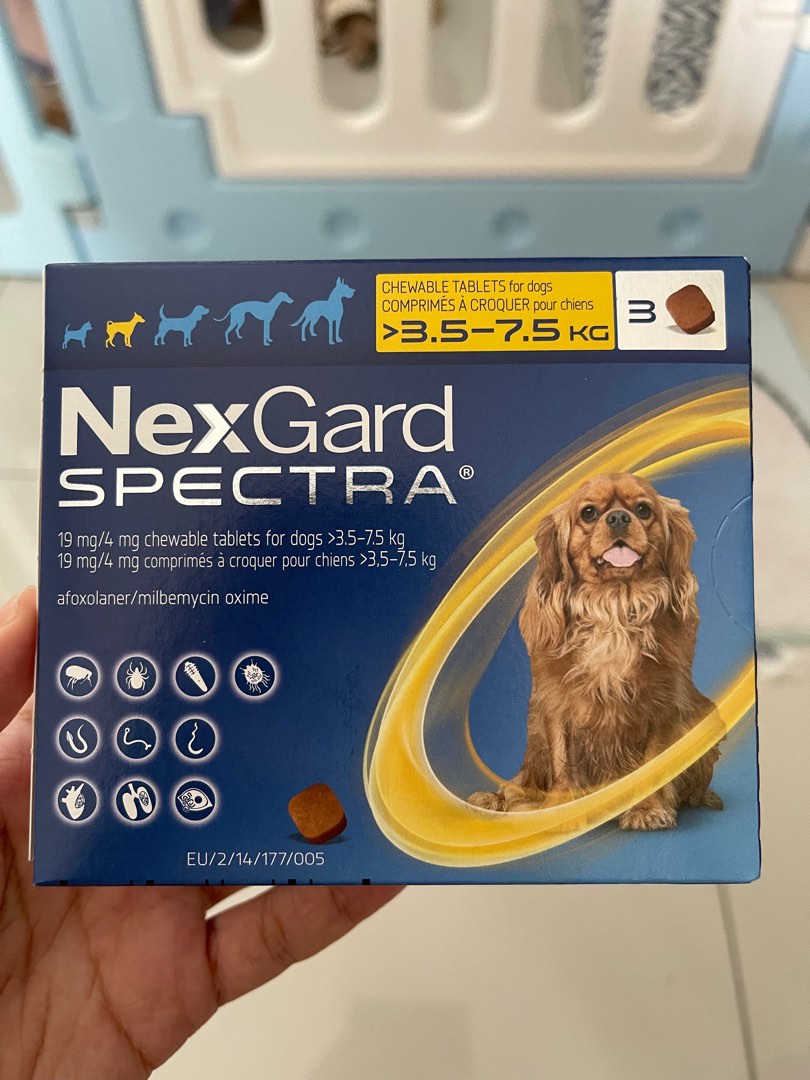 CHEWABLE TABLETS for dogs
COMPRIMÉS À CROQUER pour chiens
>3.5–7.5 KG
3
NexGard
SPECTRA®
19 mg/4 mg chewable tablets for dogs >3.5-7.5 kg
19 mg/4 mg comprimés à croquer pour chiens >3,5-7,5 kg
afoxolaner/milbemycin oxime
EU/2/14/177/005